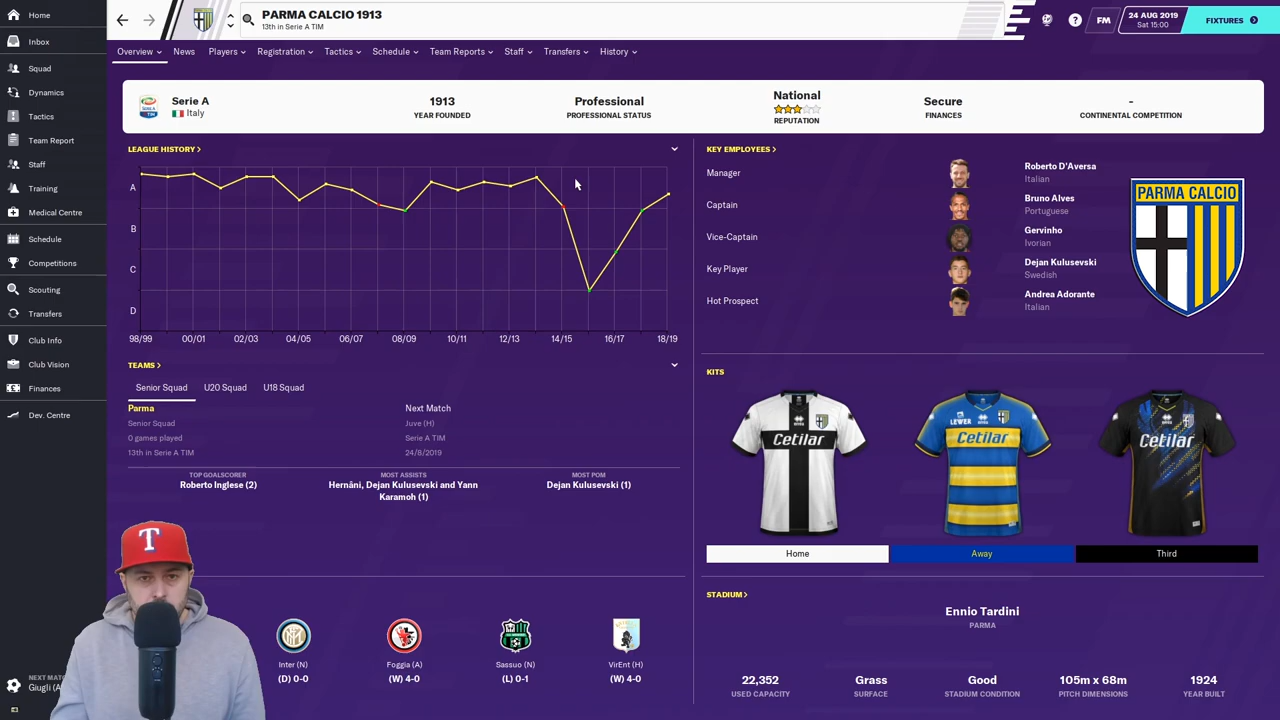 Home
Inbox
Squad
Dynamics
Tactics
Team Report
Staff
Training
Medical Centre
Schedule
Competitions
Scouting
Transfers
Club Info
Club Vision
Finances
Dev. Centre
PARMA CALCIO 1913
13th in Serie A TIM
FM
24 AUG 2019
Sat 15:00
FIXTURES
Overview
News
Players
Registration
Tactics
Schedule
Team Reports
Staff
Transfers
History
Serie A
Italy
1913
YEAR FOUNDED
Professional
PROFESSIONAL STATUS
National
REPUTATION
Secure
FINANCES
-
CONTINENTAL COMPETITION
LEAGUE HISTORY >
A
B
C
D
98/99 00/01 02/03 04/05 06/07 08/09 10/11 12/13 14/15 16/17 18/19
TEAMS >
Senior Squad U20 Squad U18 Squad
Parma
Senior Squad
0 games played
13th in Serie A TIM
Next Match
Juve (H)
Serie A TIM
24/8/2019
TOP GOALSCORER
Roberto Inglese (2)
MOST ASSISTS
Hernâni, Dejan Kulusevski and Yann
Karamoh (1)
MOST POM
Dejan Kulusevski (1)
Inter (N)
(D) 0-0
Foggia (A)
(W) 4-0
Sassuo (N)
(L) 0-1
VirEnt (H)
(W) 4-0
T
KEY EMPLOYEES >
Manager
Roberto D'Aversa
Italian
Captain
Bruno Alves
Portuguese
Vice-Captain
Gervinho
Ivorian
Key Player
Dejan Kulusevski
Swedish
Hot Prospect
Andrea Adorante
Italian
PARMA CALCIO
KITS
Cetilar
Cetilar
Cetilar
Home
Away
Third
STADIUM >
Ennio Tardini
PARMA
22,352
USED CAPACITY
Grass
SURFACE
Good
STADIUM CONDITION
105m x 68m
PITCH DIMENSIONS
1924
YEAR BUILT